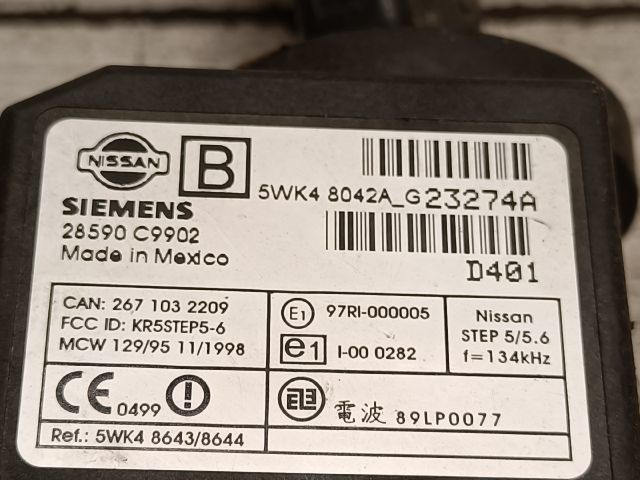 NISSAN
B
5WK4 8042A_G23274A
SIEMENS
28590 C9902
Made in Mexico
D401
CAN: 267 103 2209
FCC ID: KR5STEP5-6
MCW 129/95 11/1998
E1 97RI-000005
e1 I-00 0282
Nissan
STEP 5/5.6
f=134kHz
CE 0499
電波 89LP0077
Ref.: 5WK4 8643/8644